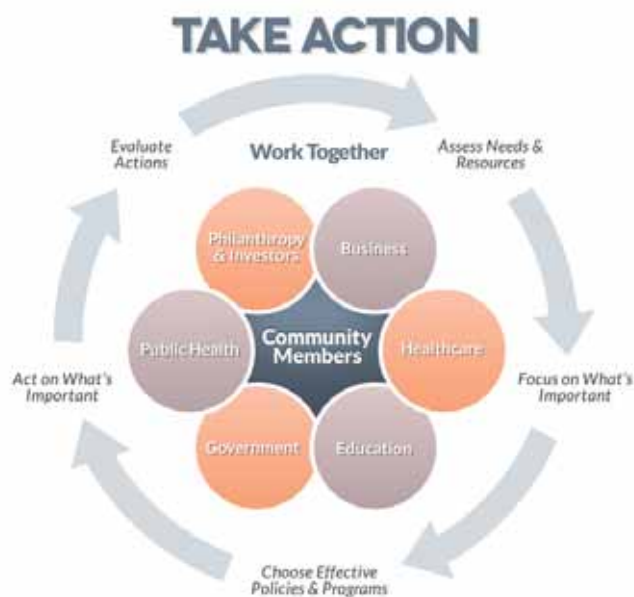 TAKE ACTION
Evaluate
Actions
Work Together
Assess Needs &
Resources
Philanthropy
& Investors
Business
Public Health
Community
Members
Healthcare
Act on What's
Important
Focus on What's
Important
Government
Education
Choose Effective
Policies & Programs